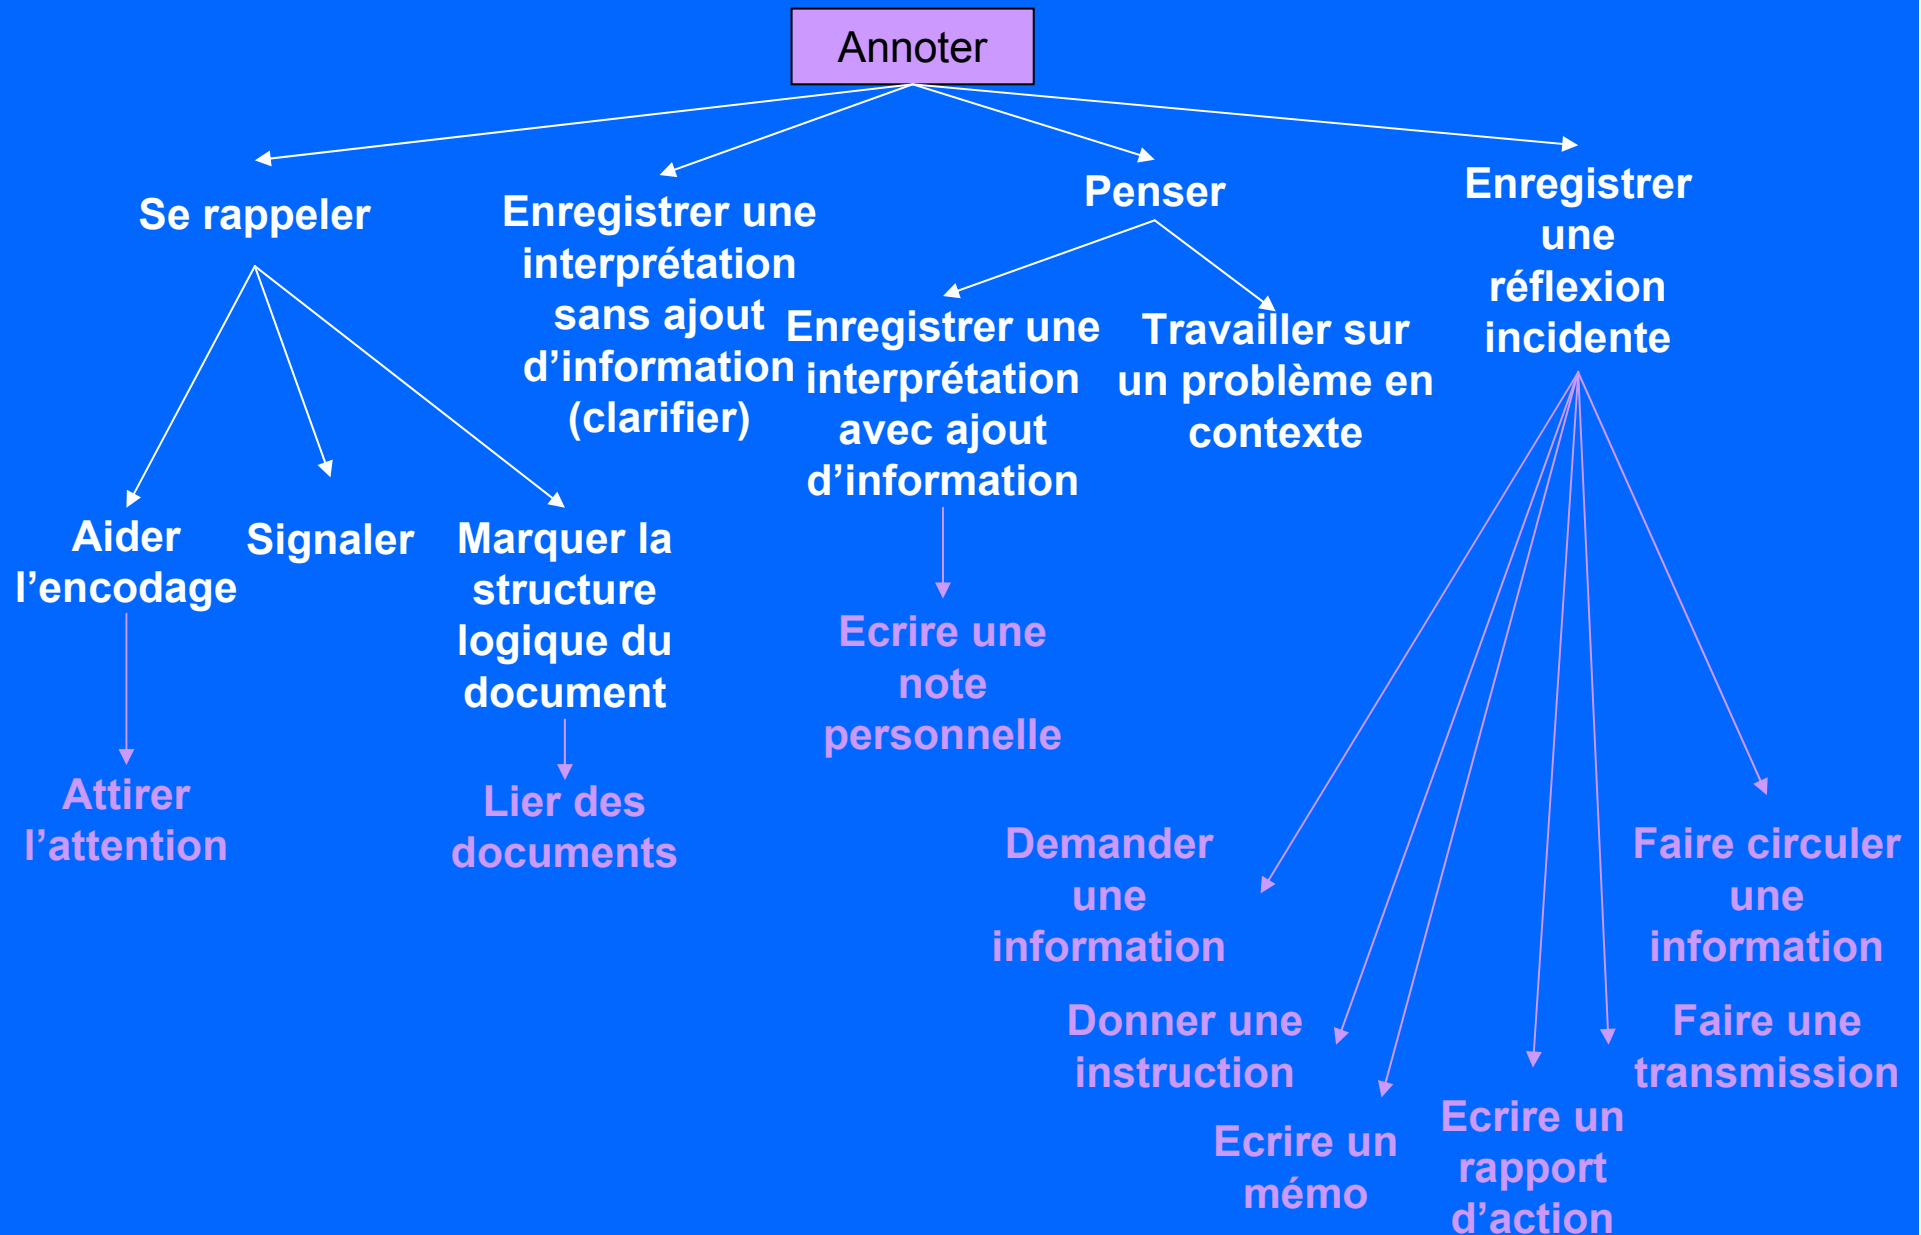 Annoter
Se rappeler
Enregistrer une
interprétation
sans ajout
d’information
(clarifier)
Penser
Enregistrer
une
réflexion
incidente
Enregistrer une
interprétation
avec ajout
d’information
Travailler sur
un problème en
contexte
Aider
l’encodage
Signaler
Marquer la
structure
logique du
document
Ecrire une
note
personnelle
Attirer
l’attention
Lier des
documents
Demander
une
information
Faire circuler
une
information
Donner une
instruction
Faire une
transmission
Ecrire un
mémo
Ecrire un
rapport
d’action